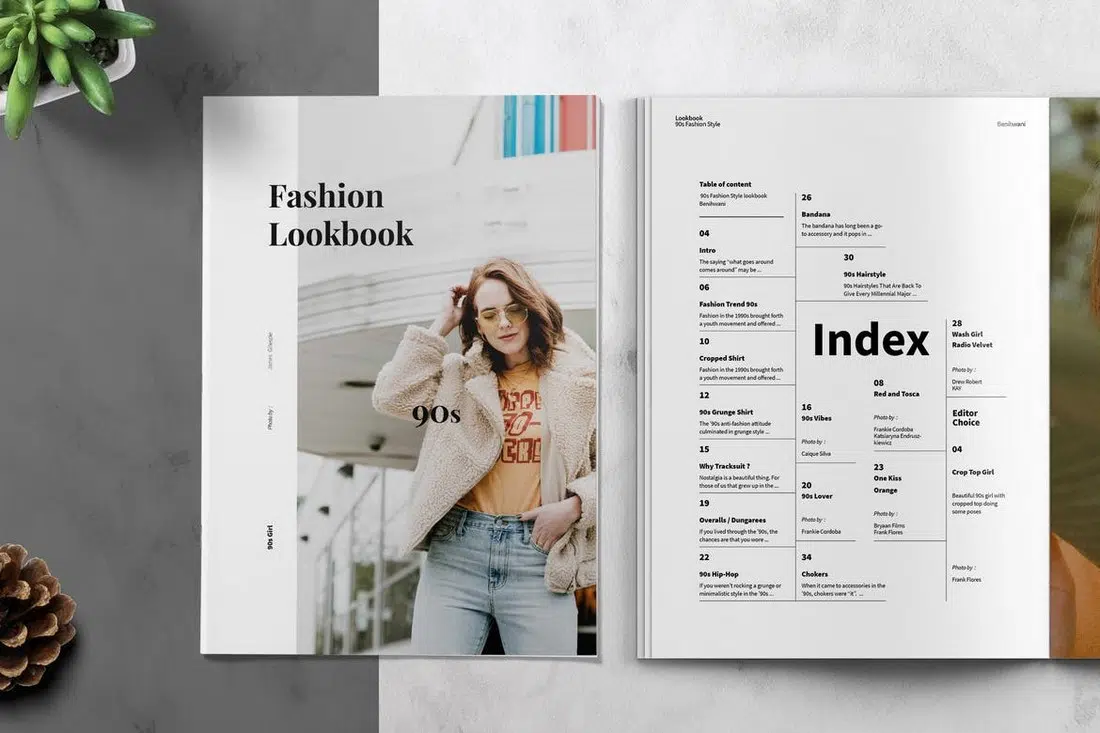 Fashion
Lookbook
James Gillespie
Photo by :
90s Girl
90s
Lookbook
90s Fashion Style
Benihwani
Table of content
90s Fashion Style lookbook
Benihwani
04
Intro
The saying "what goes around
comes around" may be ...
06
Fashion Trend 90s
Fashion in the 1990s brought forth
a youth movement and offered ...
10
Cropped Shirt
Fashion in the 1990s brought forth
a youth movement and offered ...
12
90s Grunge Shirt
The '90s anti-fashion attitude
culminated in grunge style ...
15
Why Tracksuit ?
Nostalgia is a beautiful thing. For
those of us that grew up in the ...
19
Overalls / Dungarees
If you lived through the '90s, the
chances are that you wore ...
22
90s Hip-Hop
If you weren't rocking a grunge or
minimalistic style in the '90s ...
26
Bandana
The bandana has long been a go-
to accessory and it pops in ...
30
90s Hairstyle
90s Hairstyles That Are Back To
Give Every Millennial Major ...
Index
16
90s Vibes
Photo by :
Caique Silva
20
90s Lover
Photo by :
Frankie Cordoba
34
Chokers
When it came to accessories in the
'90s, chokers were "it". ...
08
Red and Tosca
Photo by :
Frankie Cordoba
Katsiaryna Endrusz-
kiewicz
23
One Kiss
Orange
Photo by :
Bryaan Films
Frank Flores
28
Wash Girl
Radio Velvet
Photo by :
Drew Robert
KAY
Editor
Choice
04
Crop Top Girl
Beautiful 90s girl with
cropped top doing
some poses
Photo by :
Frank Flores